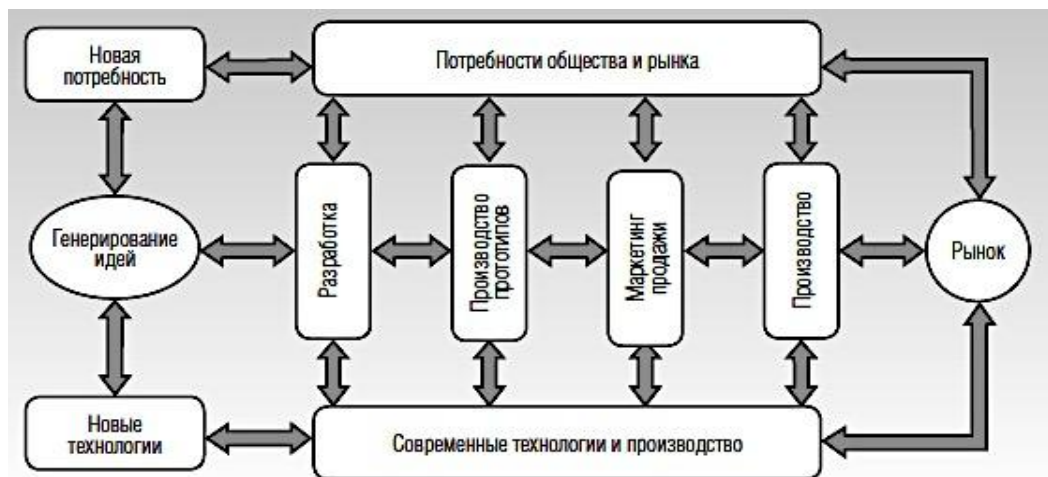 Новая
потребность
Потребности общества и рынка
Генерирование
идей
Разработка
Производство
прототипов
Маркетинг
продажи
Производство
Рынок
Новые
технологии
Современные технологии и производство